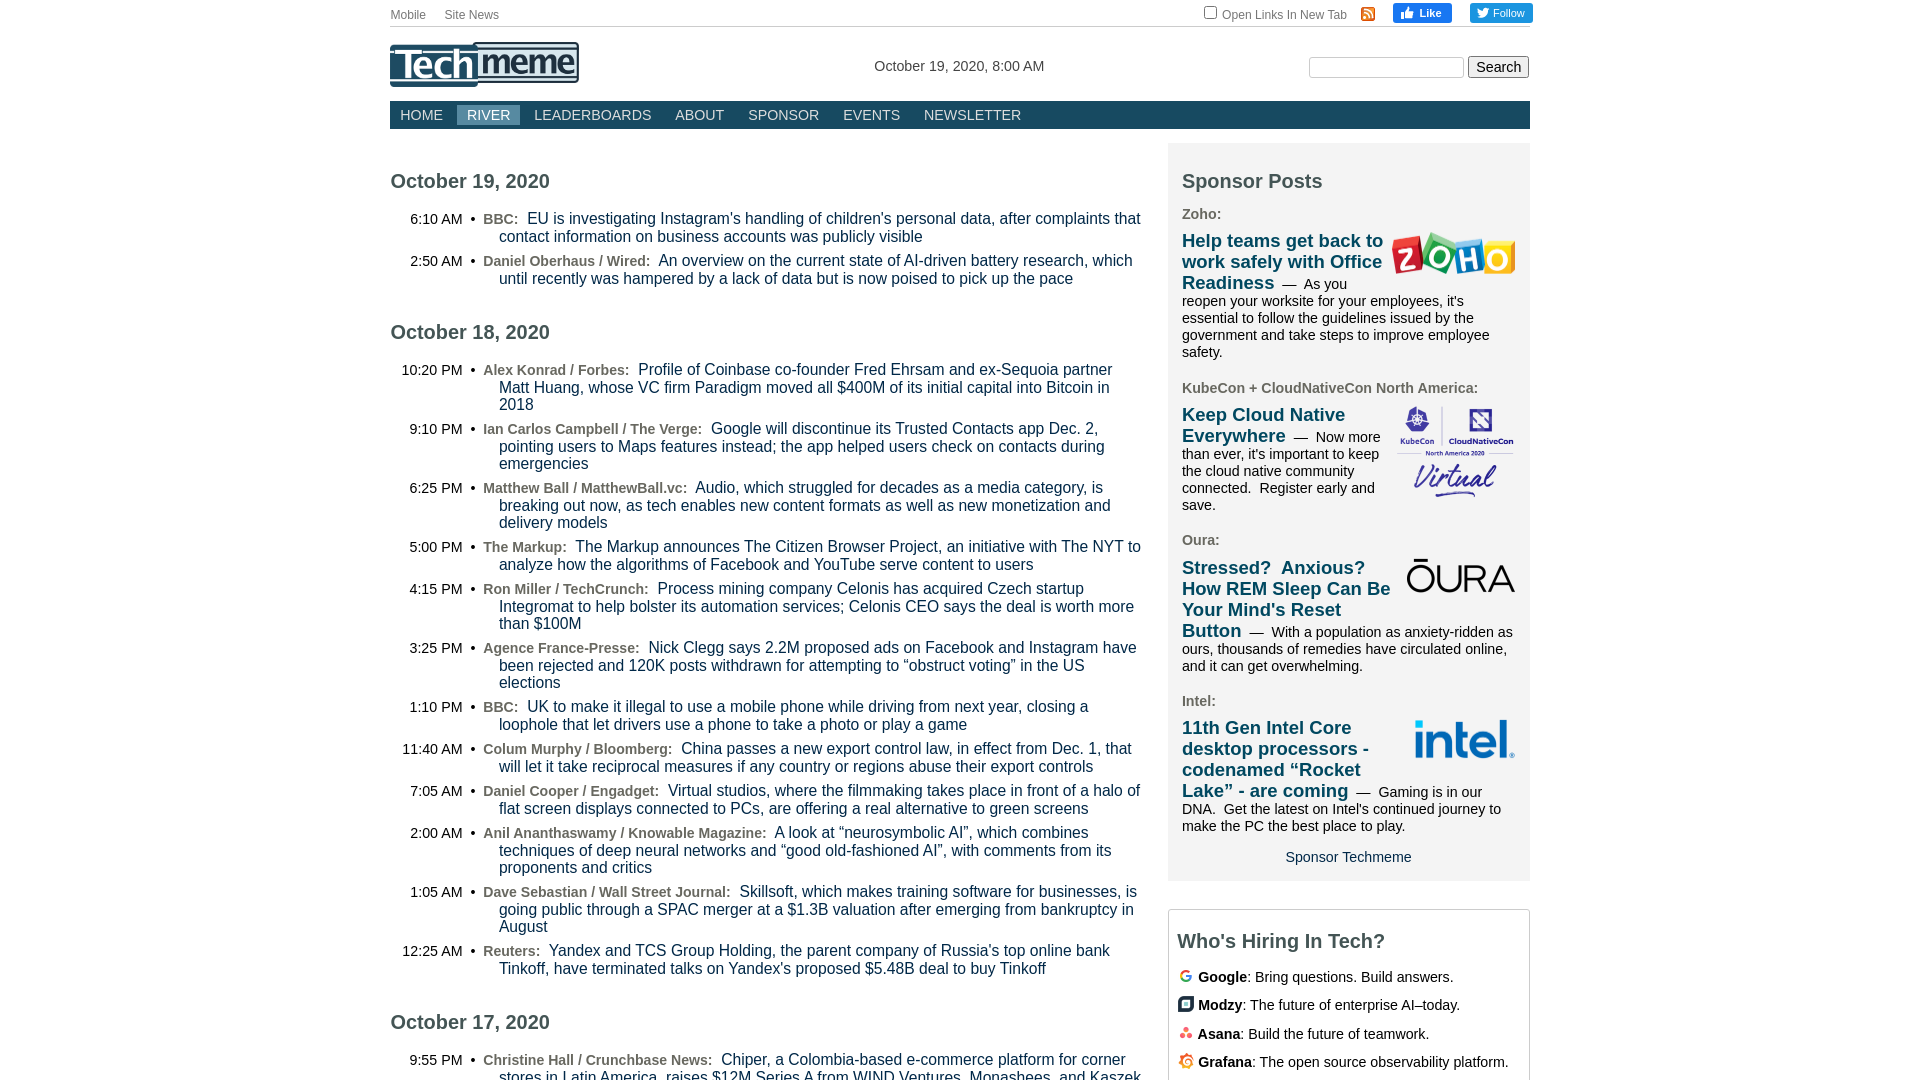 Mobile Site News
Open Links In New Tab Like Follow
Techmeme
October 19, 2020, 8:00 AM
Search
HOME RIVER LEADERBOARDS ABOUT SPONSOR EVENTS NEWSLETTER
October 19, 2020
6:10 AM • BBC: EU is investigating Instagram's handling of children's personal data, after complaints that
contact information on business accounts was publicly visible
2:50 AM • Daniel Oberhaus / Wired: An overview on the current state of AI-driven battery research, which
until recently was hampered by a lack of data but is now poised to pick up the pace
October 18, 2020
10:20 PM • Alex Konrad / Forbes: Profile of Coinbase co-founder Fred Ehrsam and ex-Sequoia partner
Matt Huang, whose VC firm Paradigm moved all $400M of its initial capital into Bitcoin in
2018
9:10 PM • Ian Carlos Campbell / The Verge: Google will discontinue its Trusted Contacts app Dec. 2,
pointing users to Maps features instead; the app helped users check on contacts during
emergencies
6:25 PM • Matthew Ball / MatthewBall.vc: Audio, which struggled for decades as a media category, is
breaking out now, as tech enables new content formats as well as new monetization and
delivery models
5:00 PM • The Markup: The Markup announces The Citizen Browser Project, an initiative with The NYT to
analyze how the algorithms of Facebook and YouTube serve content to users
4:15 PM • Ron Miller / TechCrunch: Process mining company Celonis has acquired Czech startup
Integromat to help bolster its automation services; Celonis CEO says the deal is worth more
than $100M
3:25 PM • Agence France-Presse: Nick Clegg says 2.2M proposed ads on Facebook and Instagram have
been rejected and 120K posts withdrawn for attempting to “obstruct voting” in the US
elections
1:10 PM • BBC: UK to make it illegal to use a mobile phone while driving from next year, closing a
loophole that let drivers use a phone to take a photo or play a game
11:40 AM • Colum Murphy / Bloomberg: China passes a new export control law, in effect from Dec. 1, that
will let it take reciprocal measures if any country or regions abuse their export controls
7:05 AM • Daniel Cooper / Engadget: Virtual studios, where the filmmaking takes place in front of a halo of
flat screen displays connected to PCs, are offering a real alternative to green screens
2:00 AM • Anil Ananthaswamy / Knowable Magazine: A look at “neurosymbolic AI”, which combines
techniques of deep neural networks and “good old-fashioned AI”, with comments from its
proponents and critics
1:05 AM • Dave Sebastian / Wall Street Journal: Skillsoft, which makes training software for businesses, is
going public through a SPAC merger at a $1.3B valuation after emerging from bankruptcy in
August
12:25 AM • Reuters: Yandex and TCS Group Holding, the parent company of Russia's top online bank
Tinkoff, have terminated talks on Yandex's proposed $5.48B deal to buy Tinkoff
October 17, 2020
9:55 PM • Christine Hall / Crunchbase News: Chiper, a Colombia-based e-commerce platform for corner
stores in Latin America, raises $12M Series A from WIND Ventures, Monashees, and Kaszek
Sponsor Posts
Zoho:
ZOHO
Help teams get back to
work safely with Office
Readiness — As you
reopen your worksite for your employees, it's
essential to follow the guidelines issued by the
government and take steps to improve employee
safety.
KubeCon + CloudNativeCon North America:
KubeCon CloudNativeCon
North America 2020
Virtual
Keep Cloud Native
Everywhere — Now more
than ever, it's important to keep
the cloud native community
connected. Register early and
save.
Oura:
ŌURA
Stressed? Anxious?
How REM Sleep Can Be
Your Mind's Reset
Button — With a population as anxiety-ridden as
ours, thousands of remedies have circulated online,
and it can get overwhelming.
Intel:
intel®
11th Gen Intel Core
desktop processors -
codenamed “Rocket
Lake” - are coming — Gaming is in our
DNA. Get the latest on Intel's continued journey to
make the PC the best place to play.
Sponsor Techmeme
Who's Hiring In Tech?
Google: Bring questions. Build answers.
Modzy: The future of enterprise AI–today.
Asana: Build the future of teamwork.
Grafana: The open source observability platform.